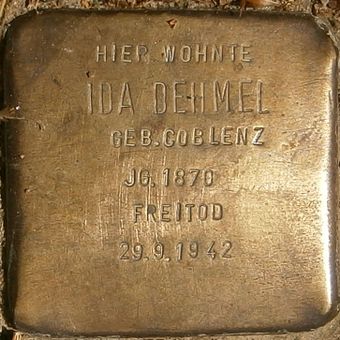 HIER WOHNTE
IDA DEHMEL
GEB. COBLENZ
JG. 1870
FREITOD
29.9.1942